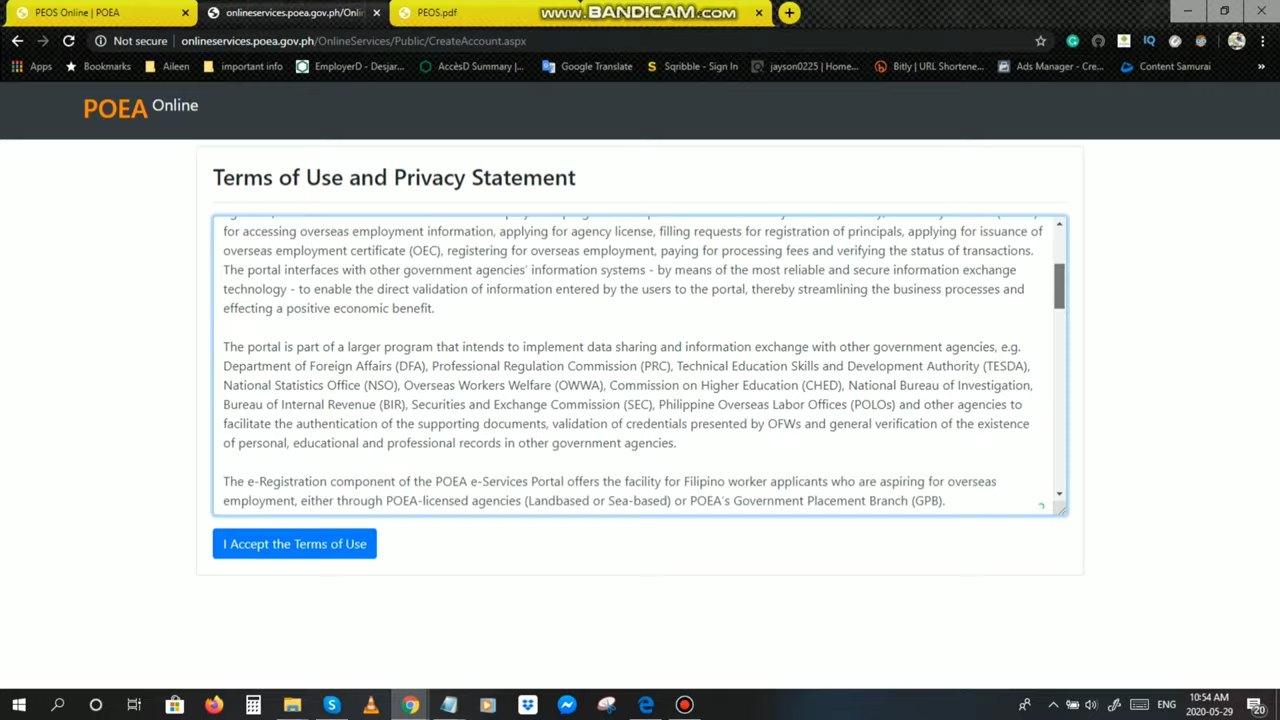 PEOS Online | POEA
onlineservices.poea.gov.ph/Onli
PEOS.pdf
WWW.BANDICAM.COM
Not secure
onlineservices.poea.gov.ph/OnlineServices/Public/CreateAccount.aspx
Apps
Bookmarks
Aileen
important info
EmployerD - Desjar...
AccèsD Summary |...
Google Translate
Sqribble - Sign In
jayson0225 | Home...
Bitly | URL Shortene...
Ads Manager - Cre...
Content Samurai
POEA Online
Terms of Use and Privacy Statement
for accessing overseas employment information, applying for agency license, filling requests for registration of principals, applying for issuance of
overseas employment certificate (OEC), registering for overseas employment, paying for processing fees and verifying the status of transactions.
The portal interfaces with other government agencies' information systems - by means of the most reliable and secure information exchange
technology - to enable the direct validation of information entered by the users to the portal, thereby streamlining the business processes and
effecting a positive economic benefit.
The portal is part of a larger program that intends to implement data sharing and information exchange with other government agencies, e.g.
Department of Foreign Affairs (DFA), Professional Regulation Commission (PRC), Technical Education Skills and Development Authority (TESDA),
National Statistics Office (NSO), Overseas Workers Welfare (OWWA), Commission on Higher Education (CHED), National Bureau of Investigation,
Bureau of Internal Revenue (BIR), Securities and Exchange Commission (SEC), Philippine Overseas Labor Offices (POLOs) and other agencies to
facilitate the authentication of the supporting documents, validation of credentials presented by OFWs and general verification of the existence
of personal, educational and professional records in other government agencies.
The e-Registration component of the POEA e-Services Portal offers the facility for Filipino worker applicants who are aspiring for overseas
employment, either through POEA-licensed agencies (Landbased or Sea-based) or POEA's Government Placement Branch (GPB).
I Accept the Terms of Use
ENG
10:54 AM
2020-05-29
20